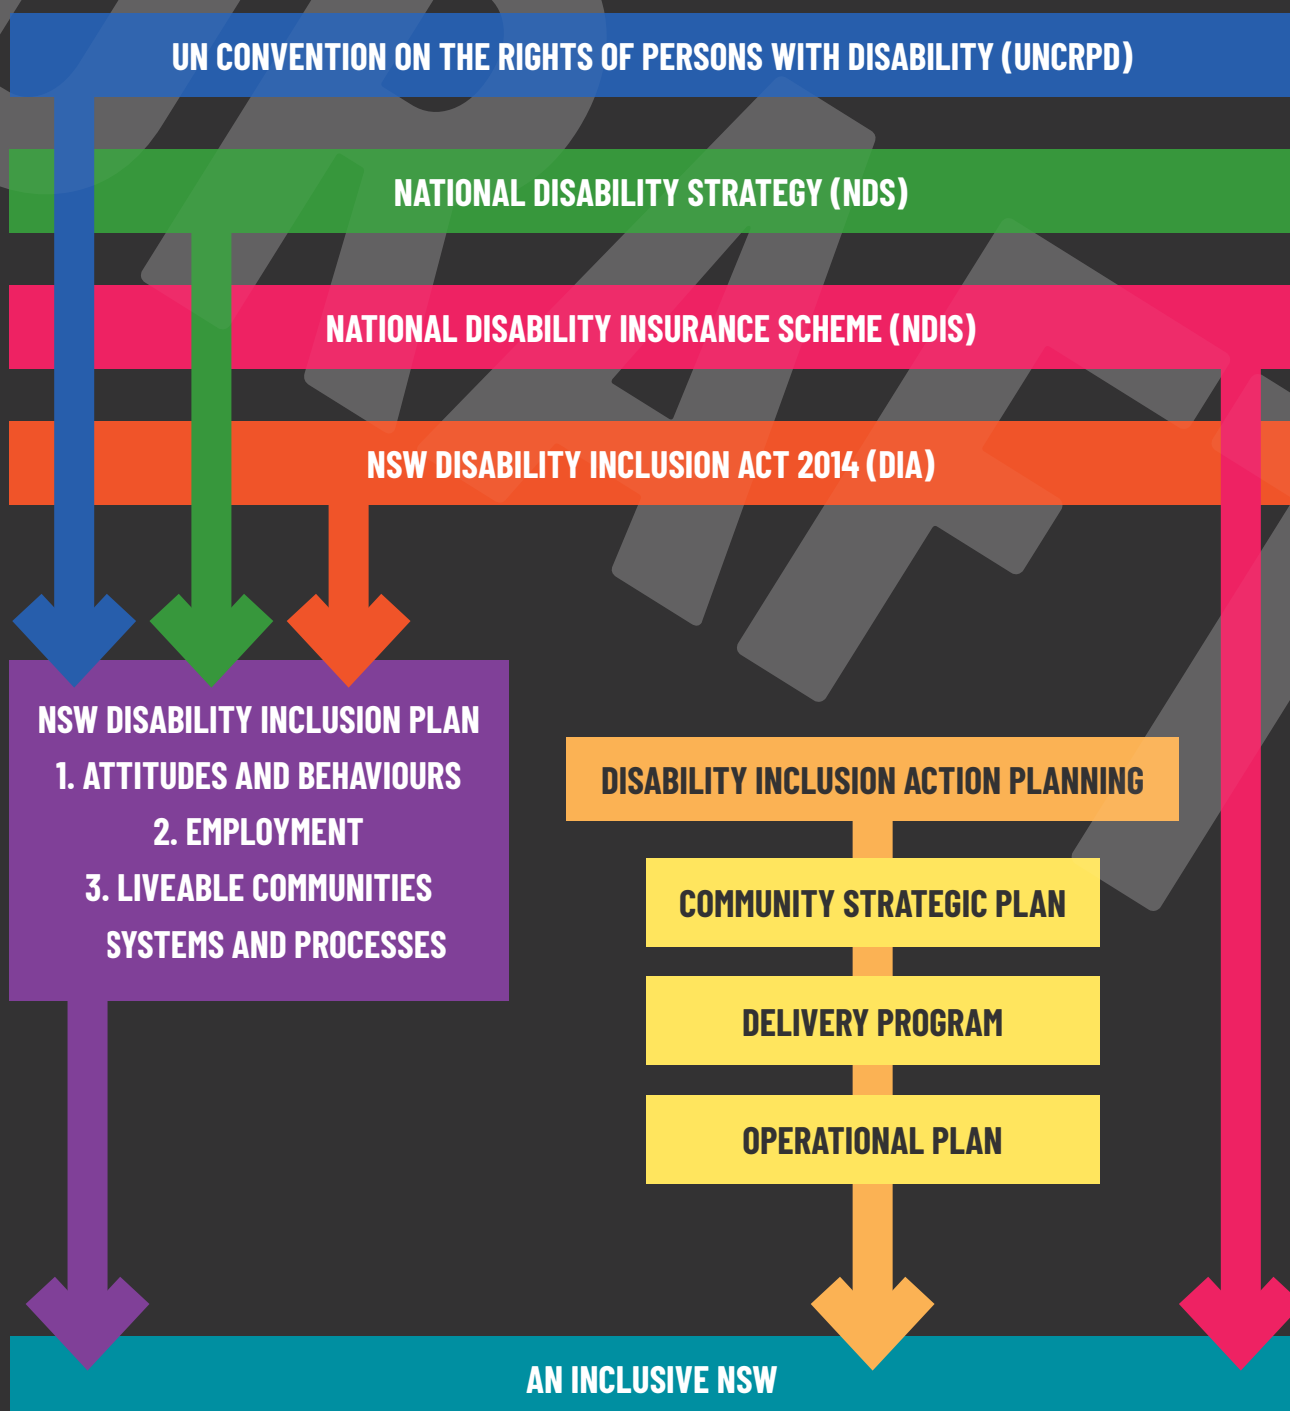 UN CONVENTION ON THE RIGHTS OF PERSONS WITH DISABILITY (UNCRPD)
NATIONAL DISABILITY STRATEGY (NDS)
NATIONAL DISABILITY INSURANCE SCHEME (NDIS)
NSW DISABILITY INCLUSION ACT 2014 (DIA)
NSW DISABILITY INCLUSION PLAN
1. ATTITUDES AND BEHAVIOURS
2. EMPLOYMENT
3. LIVEABLE COMMUNITIES
SYSTEMS AND PROCESSES
DISABILITY INCLUSION ACTION PLANNING
COMMUNITY STRATEGIC PLAN
DELIVERY PROGRAM
OPERATIONAL PLAN
AN INCLUSIVE NSW
DRAFT